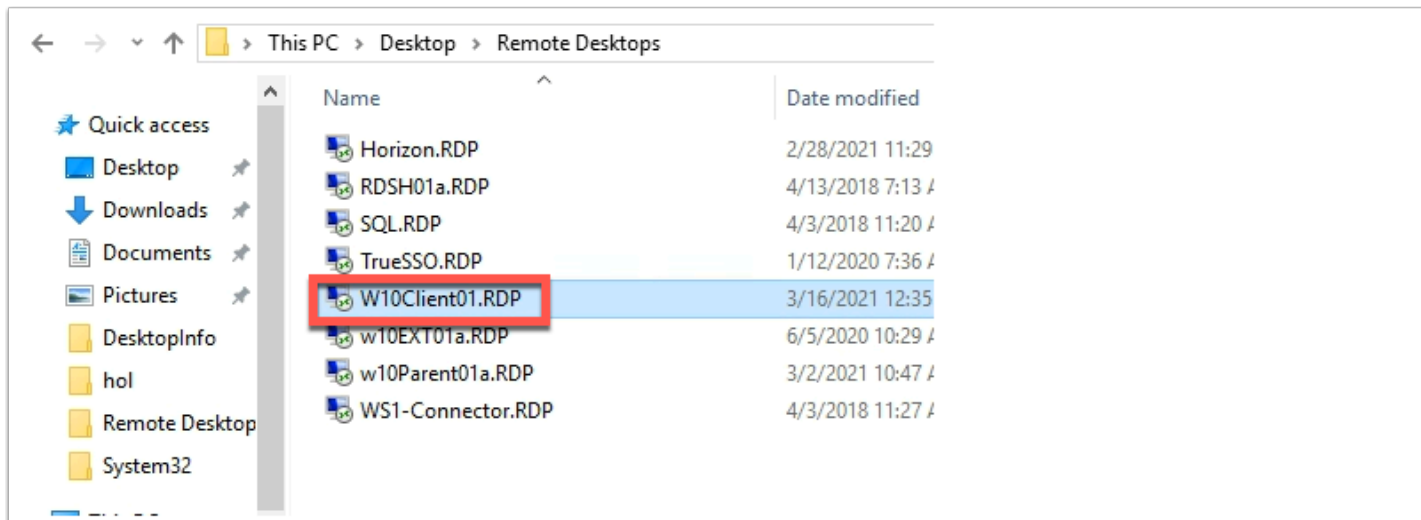 This PC > Desktop > Remote Desktops
Name Date modified
Quick access
Desktop
Downloads
Documents
Pictures
DesktopInfo
hol
Remote Desktop
System32
Horizon.RDP 2/28/2021 11:29
RDSH01a.RDP 4/13/2018 7:13
SQL.RDP 4/3/2018 11:20
TrueSSO.RDP 1/12/2020 7:36
W10Client01.RDP 3/16/2021 12:35
w10EXT01a.RDP 6/5/2020 10:29
w10Parent01a.RDP 3/2/2021 10:47
WS1-Connector.RDP 4/3/2018 11:27